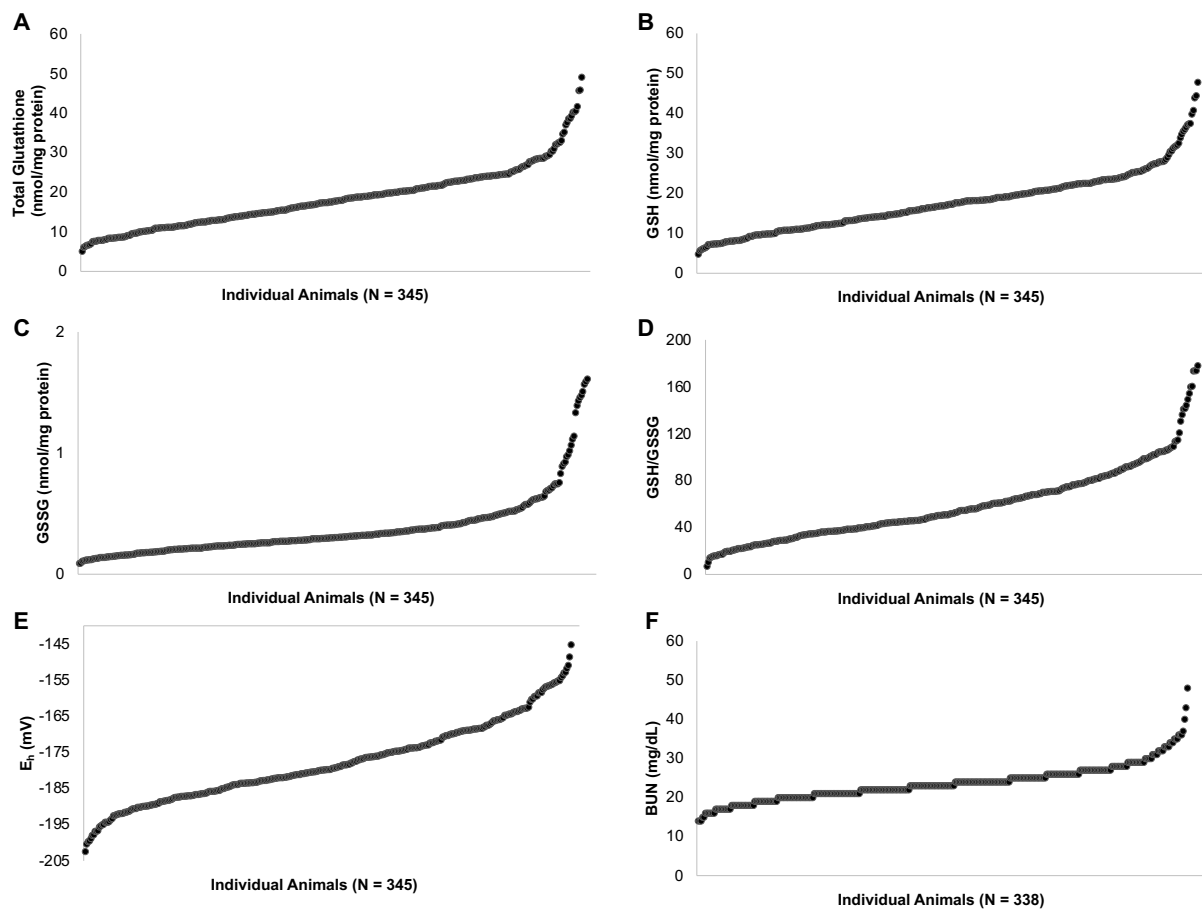 A
Total Glutathione
(nmol/mg protein)
60
50
40
30
20
10
0
Individual Animals (N = 345)
B
GSH (nmol/mg protein)
60
50
40
30
20
10
0
Individual Animals (N = 345)
C
GSSG (nmol/mg protein)
2
1
0
Individual Animals (N = 345)
D
GSH/GSSG
200
160
120
80
40
0
Individual Animals (N = 345)
E
Eh (mV)
-145
-155
-165
-175
-185
-195
-205
Individual Animals (N = 345)
F
BUN (mg/dL)
60
50
40
30
20
10
0
Individual Animals (N = 338)